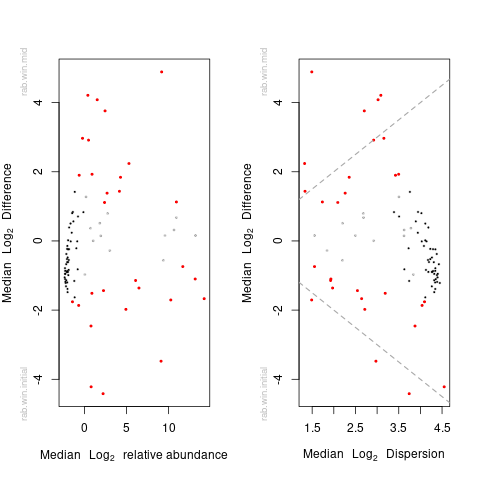 rab.win.mid
rab.win.initial
Median Log2 Difference
4
2
0
-2
-4
0
5
10
Median Log2 relative abundance
rab.win.mid
rab.win.initial
Median Log2 Difference
4
2
0
-2
-4
1.5
2.5
3.5
4.5
Median Log2 Dispersion